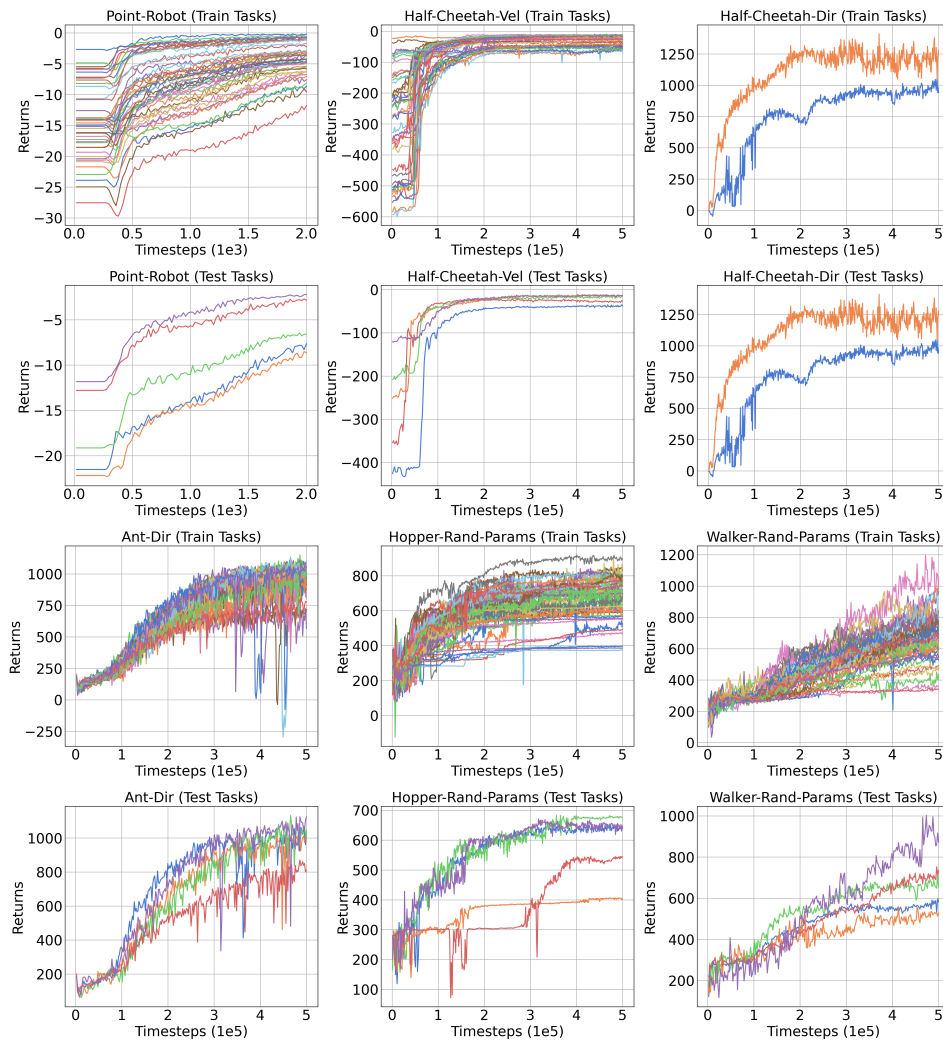 Point-Robot (Train Tasks)
Returns
0
−5
−10
−15
−20
−25
−30
0.0 0.5 1.0 1.5 2.0
Timesteps (1e3)
Half-Cheetah-Vel (Train Tasks)
Returns
0
−100
−200
−300
−400
−500
−600
0 1 2 3 4 5
Timesteps (1e5)
Half-Cheetah-Dir (Train Tasks)
Returns
1250
1000
750
500
250
0
0 1 2 3 4 5
Timesteps (1e5)
Point-Robot (Test Tasks)
Returns
−5
−10
−15
−20
0.0 0.5 1.0 1.5 2.0
Timesteps (1e3)
Half-Cheetah-Vel (Test Tasks)
Returns
0
−100
−200
−300
−400
0 1 2 3 4 5
Timesteps (1e5)
Half-Cheetah-Dir (Test Tasks)
Returns
1250
1000
750
500
250
0
0 1 2 3 4 5
Timesteps (1e5)
Ant-Dir (Train Tasks)
Returns
1000
750
500
250
0
−250
0 1 2 3 4 5
Timesteps (1e5)
Hopper-Rand-Params (Train Tasks)
Returns
800
600
400
200
0
0 1 2 3 4 5
Timesteps (1e5)
Walker-Rand-Params (Train Tasks)
Returns
1200
1000
800
600
400
200
0
0 1 2 3 4 5
Timesteps (1e5)
Ant-Dir (Test Tasks)
Returns
1000
800
600
400
200
0 1 2 3 4 5
Timesteps (1e5)
Hopper-Rand-Params (Test Tasks)
Returns
700
600
500
400
300
200
100
0 1 2 3 4 5
Timesteps (1e5)
Walker-Rand-Params (Test Tasks)
Returns
1000
800
600
400
200
0 1 2 3 4 5
Timesteps (1e5)